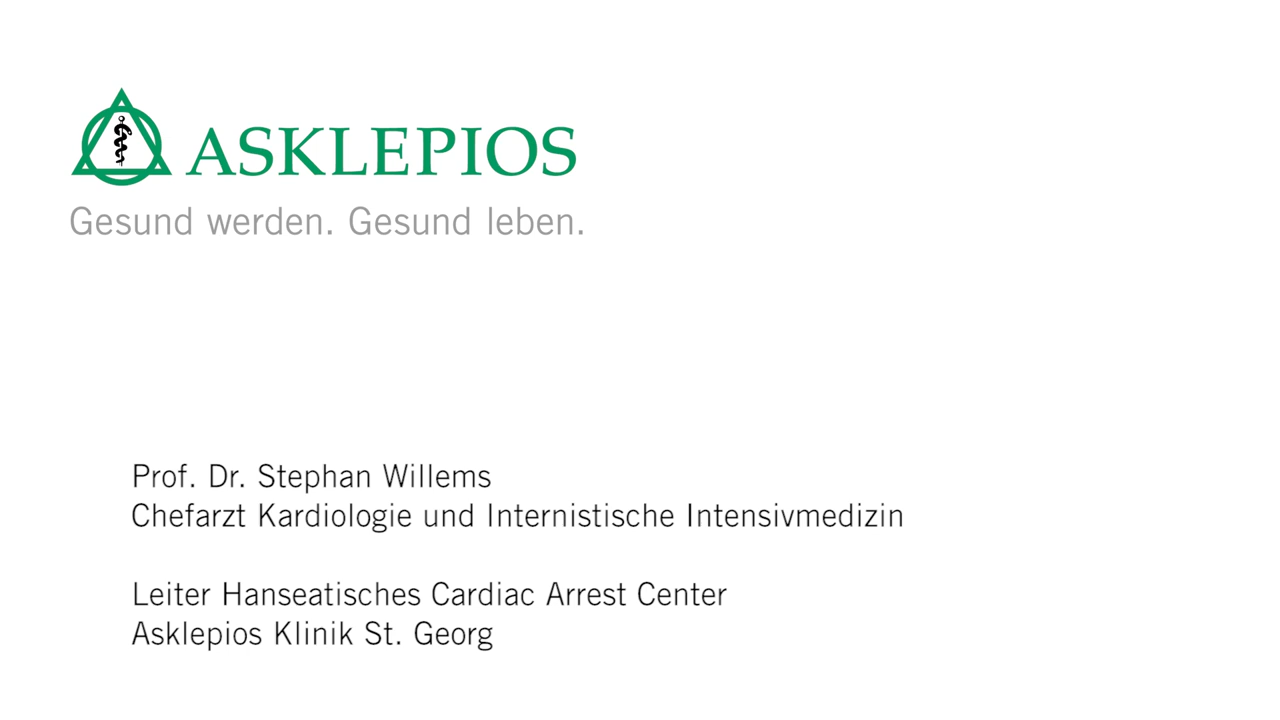 ASKLEPIOS
Gesund werden. Gesund leben.
Prof. Dr. Stephan Willems
Chefarzt Kardiologie und Internistische Intensivmedizin
Leiter Hanseatisches Cardiac Arrest Center
Asklepios Klinik St. Georg